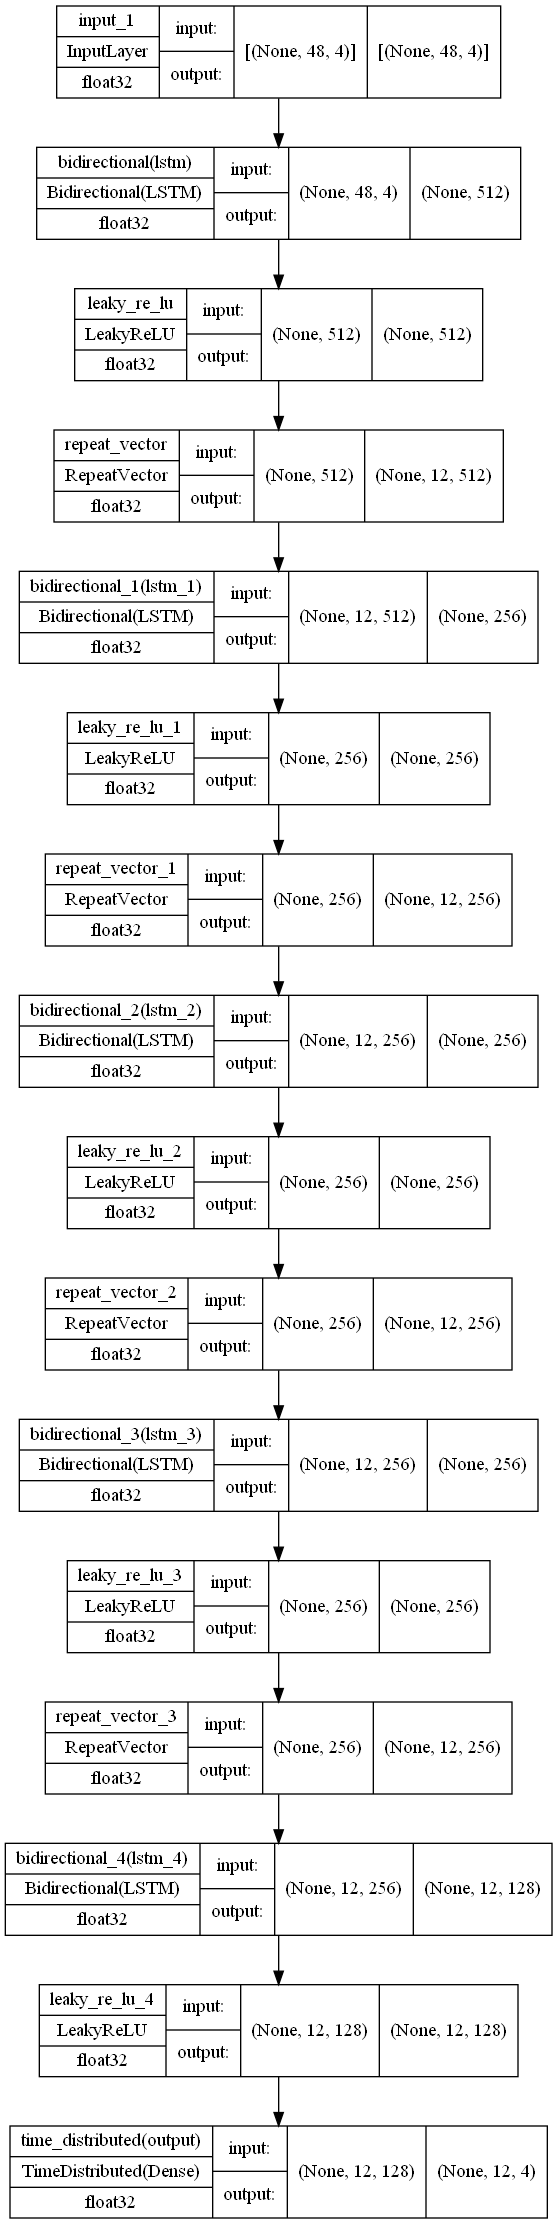 input_1
InputLayer
float32
input:
output:
[(None, 48, 4)]
[(None, 48, 4)]
bidirectional(lstm)
Bidirectional(LSTM)
float32
input:
output:
(None, 48, 4)
(None, 512)
leaky_re_lu
LeakyReLU
float32
input:
output:
(None, 512)
(None, 512)
repeat_vector
RepeatVector
float32
input:
output:
(None, 512)
(None, 12, 512)
bidirectional_1(lstm_1)
Bidirectional(LSTM)
float32
input:
output:
(None, 12, 512)
(None, 256)
leaky_re_lu_1
LeakyReLU
float32
input:
output:
(None, 256)
(None, 256)
repeat_vector_1
RepeatVector
float32
input:
output:
(None, 256)
(None, 12, 256)
bidirectional_2(lstm_2)
Bidirectional(LSTM)
float32
input:
output:
(None, 12, 256)
(None, 256)
leaky_re_lu_2
LeakyReLU
float32
input:
output:
(None, 256)
(None, 256)
repeat_vector_2
RepeatVector
float32
input:
output:
(None, 256)
(None, 12, 256)
bidirectional_3(lstm_3)
Bidirectional(LSTM)
float32
input:
output:
(None, 12, 256)
(None, 256)
leaky_re_lu_3
LeakyReLU
float32
input:
output:
(None, 256)
(None, 256)
repeat_vector_3
RepeatVector
float32
input:
output:
(None, 256)
(None, 12, 256)
bidirectional_4(lstm_4)
Bidirectional(LSTM)
float32
input:
output:
(None, 12, 256)
(None, 12, 128)
leaky_re_lu_4
LeakyReLU
float32
input:
output:
(None, 12, 128)
(None, 12, 128)
time_distributed(output)
TimeDistributed(Dense)
float32
input:
output:
(None, 12, 128)
(None, 12, 4)